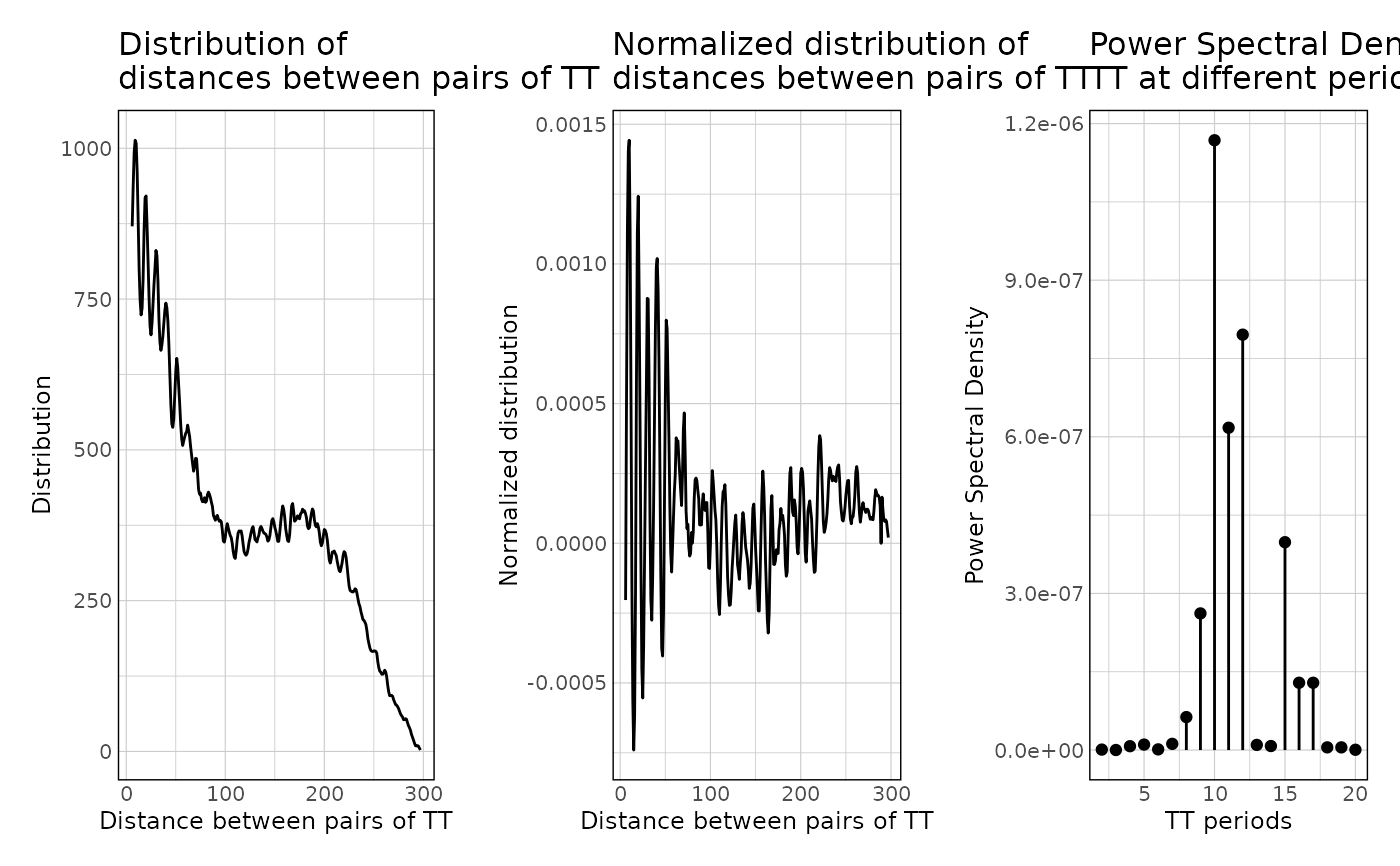 Distribution of
distances between pairs of TT
Normalized distribution of
distances between pairs of TT
Power Spectral Den
TT at different perio
1000
750
500
250
0
Distribution
0 100 200 300
Distance between pairs of TT
0.0015
0.0010
0.0005
0.0000
-0.0005
Normalized distribution
0 100 200 300
Distance between pairs of TT
1.2e-06
9.0e-07
6.0e-07
3.0e-07
0.0e+00
Power Spectral Density
5 10 15 20
TT periods